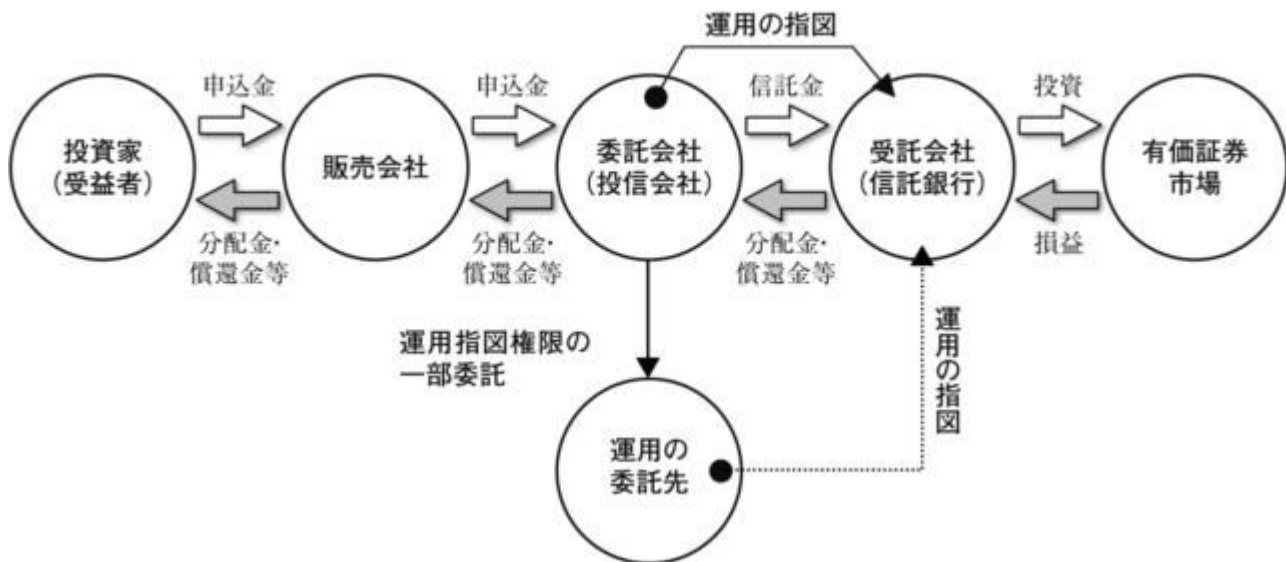 運用の指図
申込金
申込金
信託金
投資
投資家
（受益者）
販売会社
委託会社
（投信会社）
受託会社
（信託銀行）
有価証券
市場
分配金・
償還金等
分配金・
償還金等
分配金・
償還金等
損益
運用指図権限の
一部委託
運用の指図
運用の
委託先